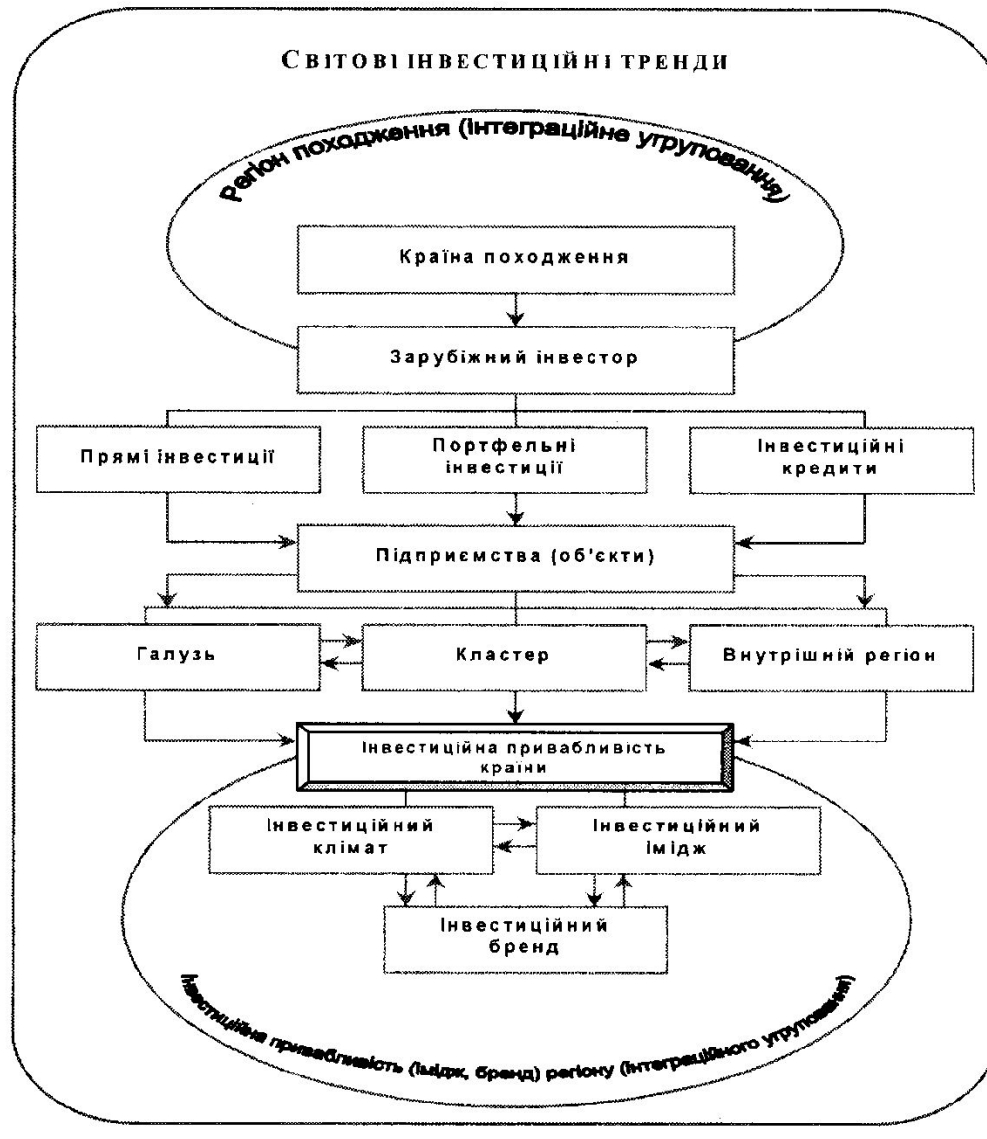 СВІТОВІ ІНВЕСТИЦІЙНІ ТРЕНДИ
Регіон походження (інтеграційне угруповання)
Країна походження
Зарубіжний інвестор
Прямі інвестиції
Портфельні
інвестиції
Інвестиційні
кредити
Підприємства (об'єкти)
Галузь
Кластер
Внутрішній регіон
Інвестиційна привабливість
країни
Інвестиційний
клімат
Інвестиційний
імідж
Інвестиційний
бренд
Інвестиційна привабливість (імідж, бренд) регіону (інтеграційного угруповання)